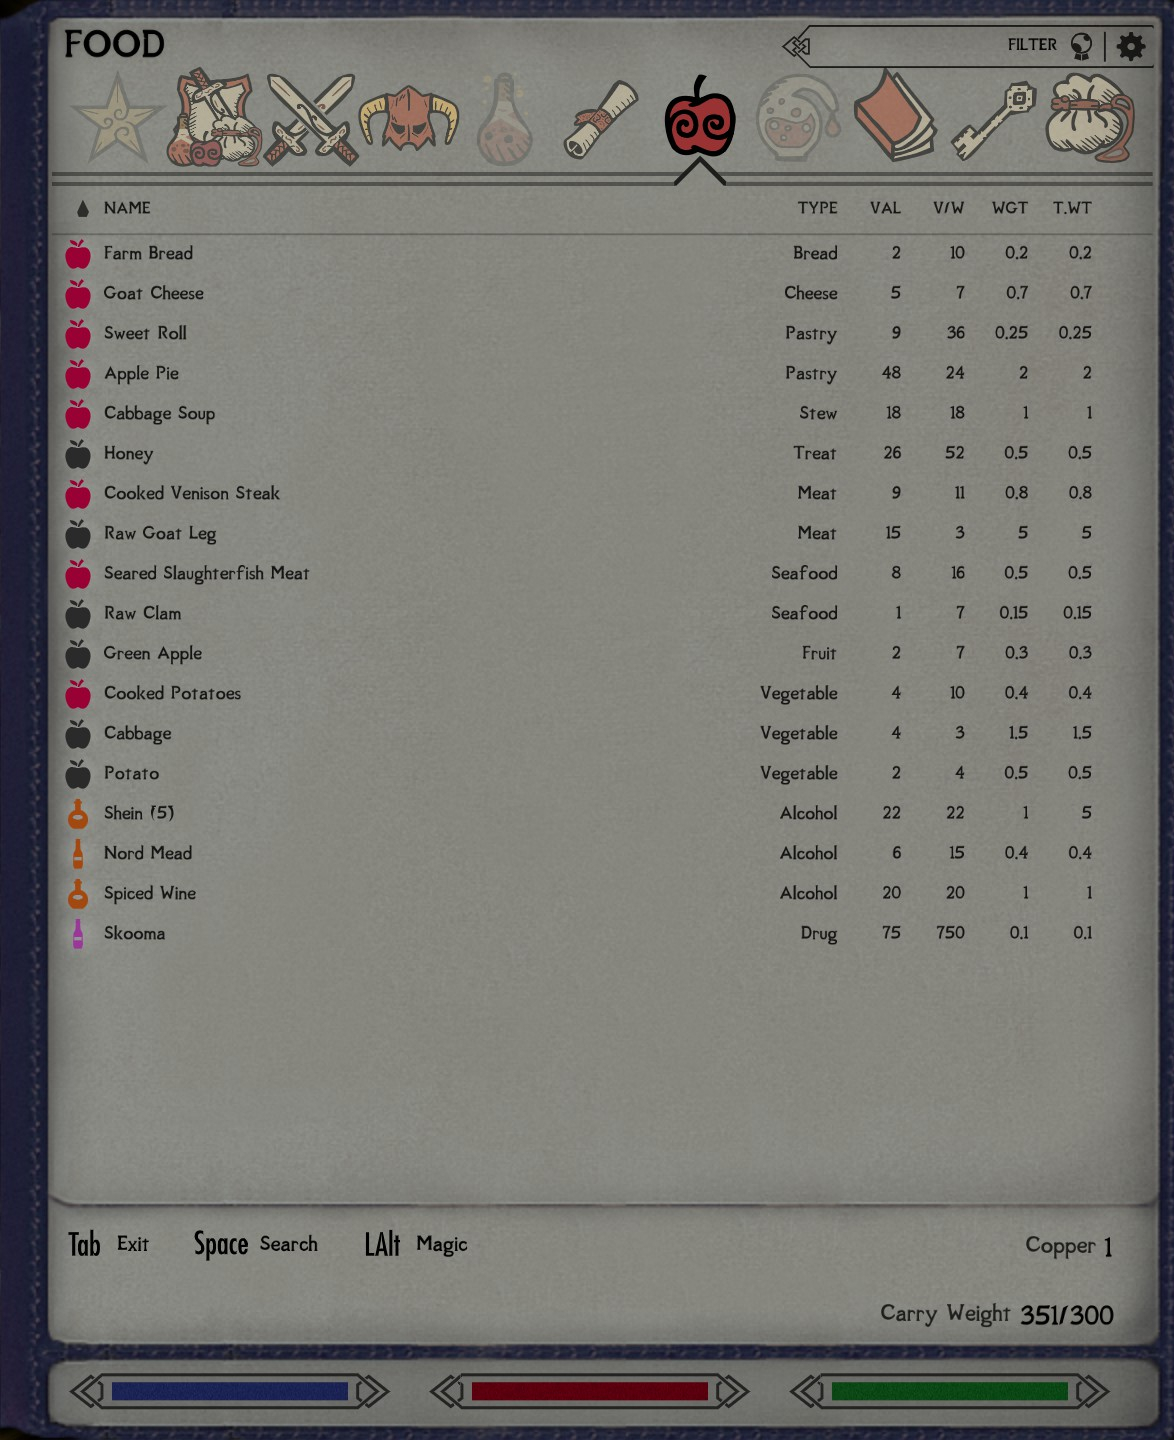 FOOD
FILTER
NAME TYPE VAL V/W WGT T.WT
Farm Bread Bread 2 10 0.2 0.2
Goat Cheese Cheese 5 7 0.7 0.7
Sweet Roll Pastry 9 36 0.25 0.25
Apple Pie Pastry 48 24 2 2
Cabbage Soup Stew 18 18 1 1
Honey Treat 26 52 0.5 0.5
Cooked Venison Steak Meat 9 11 0.8 0.8
Raw Goat Leg Meat 15 3 5 5
Seared Slaughterfish Meat Seafood 8 16 0.5 0.5
Raw Clam Seafood 1 7 0.15 0.15
Green Apple Fruit 2 7 0.3 0.3
Cooked Potatoes Vegetable 4 10 0.4 0.4
Cabbage Vegetable 4 3 1.5 1.5
Potato Vegetable 2 4 0.5 0.5
Shein (5) Alcohol 22 22 1 5
Nord Mead Alcohol 6 15 0.4 0.4
Spiced Wine Alcohol 20 20 1 1
Skooma Drug 75 750 0.1 0.1
Tab Exit Space Search LAlt Magic Copper 1
Carry Weight 351/300